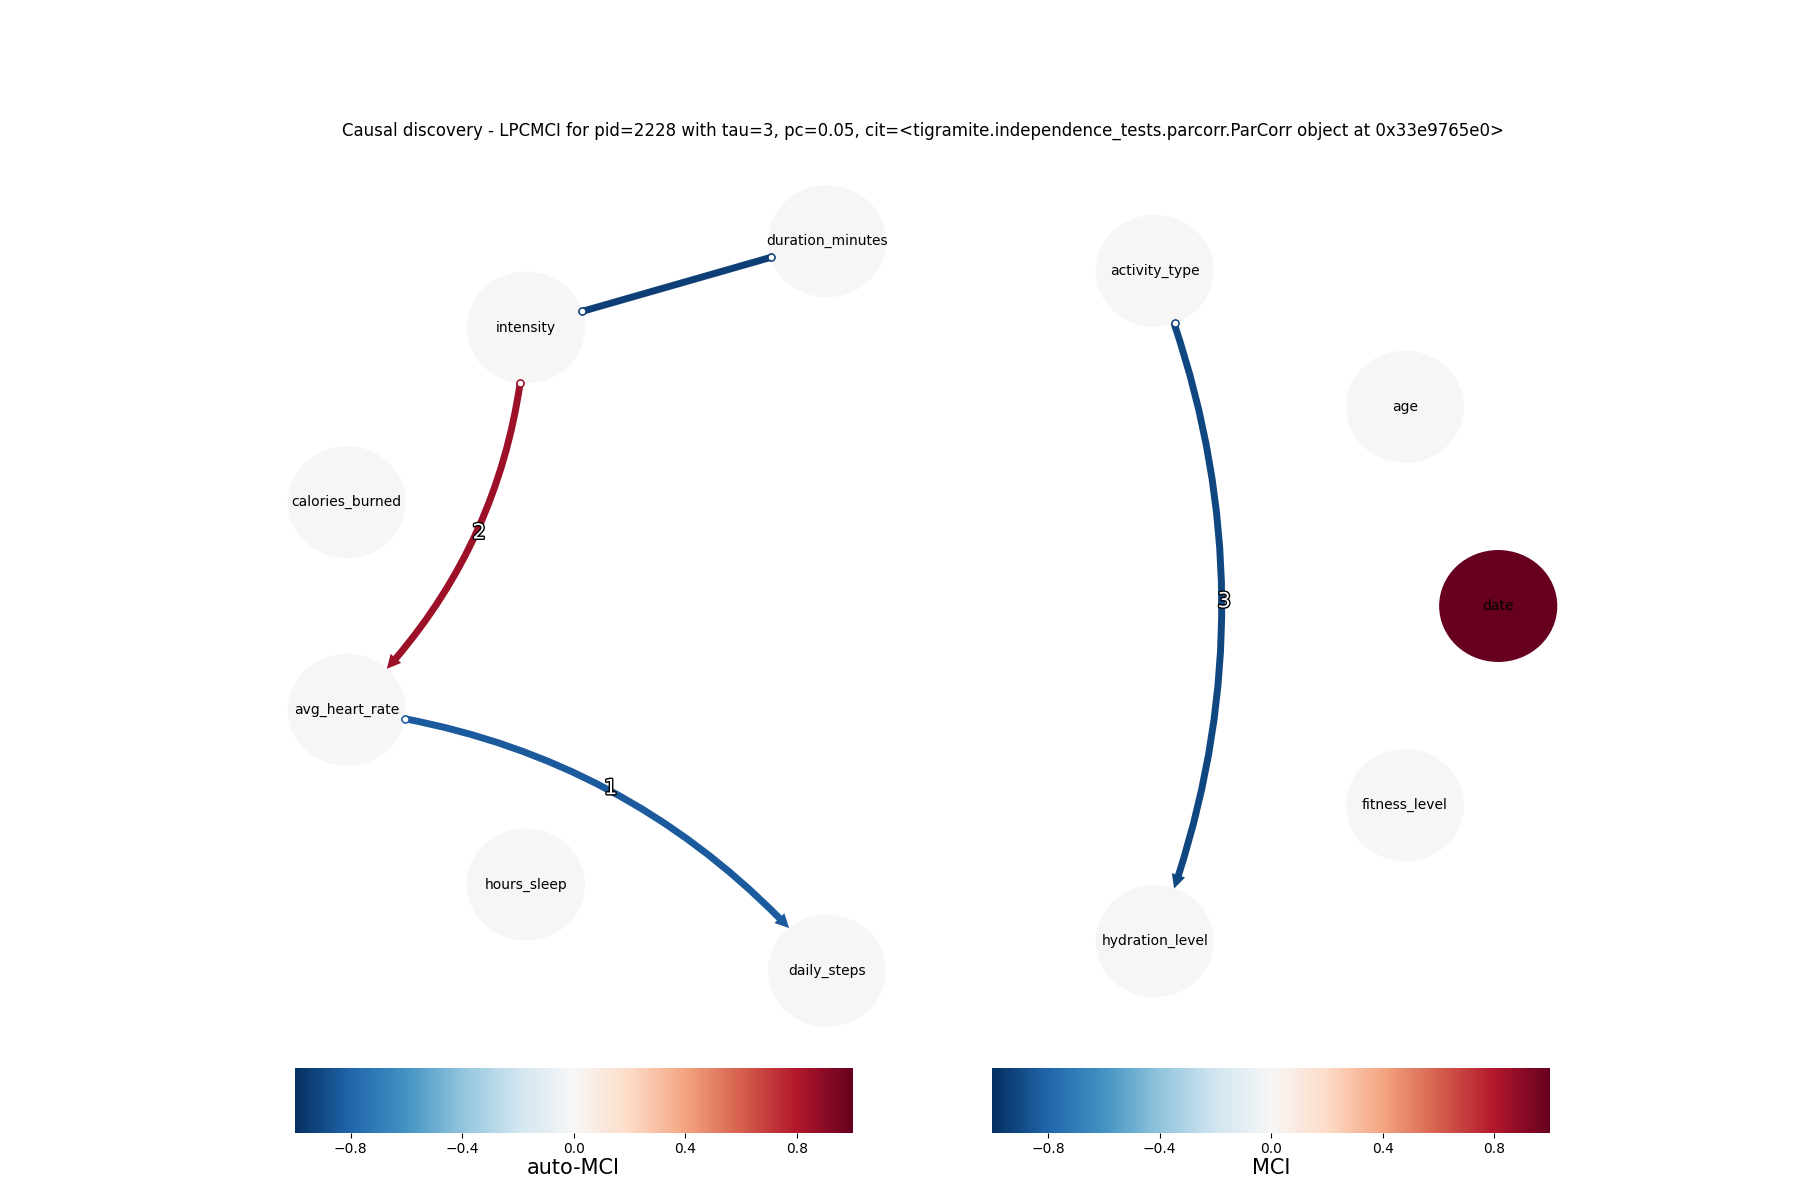 Causal discovery - LPCMCI for pid=2228 with tau=3, pc=0.05, cit=<tigramite.independence_tests.parcorr.ParCorr object at 0x33e9765e0>
duration_minutes
activity_type
intensity
age
calories_burned
2
3
date
avg_heart_rate
1
fitness_level
hours_sleep
hydration_level
daily_steps
−0.8 −0.4 0.0 0.4 0.8
auto-MCI
−0.8 −0.4 0.0 0.4 0.8
MCI